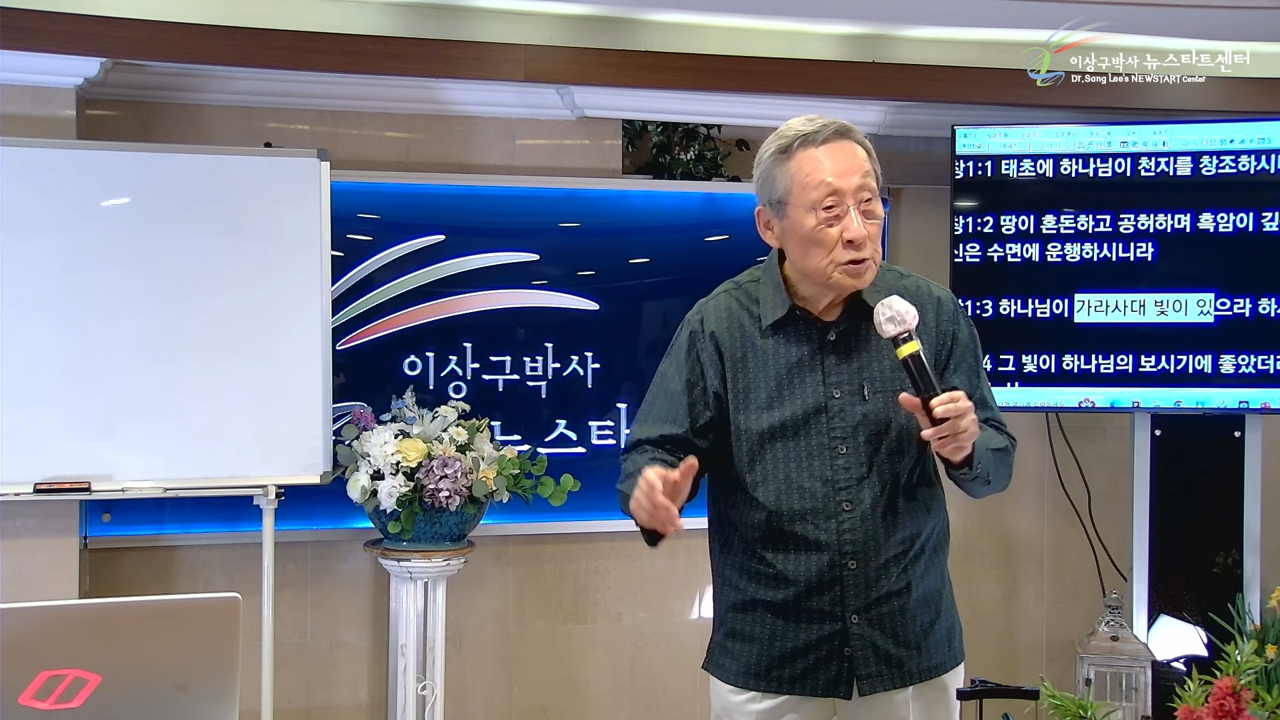 이상구박사 뉴스타트센터
Dr. Sang Lee's NEWSTART Center
창1:1 태초에 하나님이 천지를 창조하시니
창1:2 땅이 혼돈하고 공허하며 흑암이 깊
신은 수면에 운행하시니라
창1:3 하나님이 가라사대 빛이 있으라 하
4 그 빛이 하나님의 보시기에 좋았더라
이상구박사
뉴스타